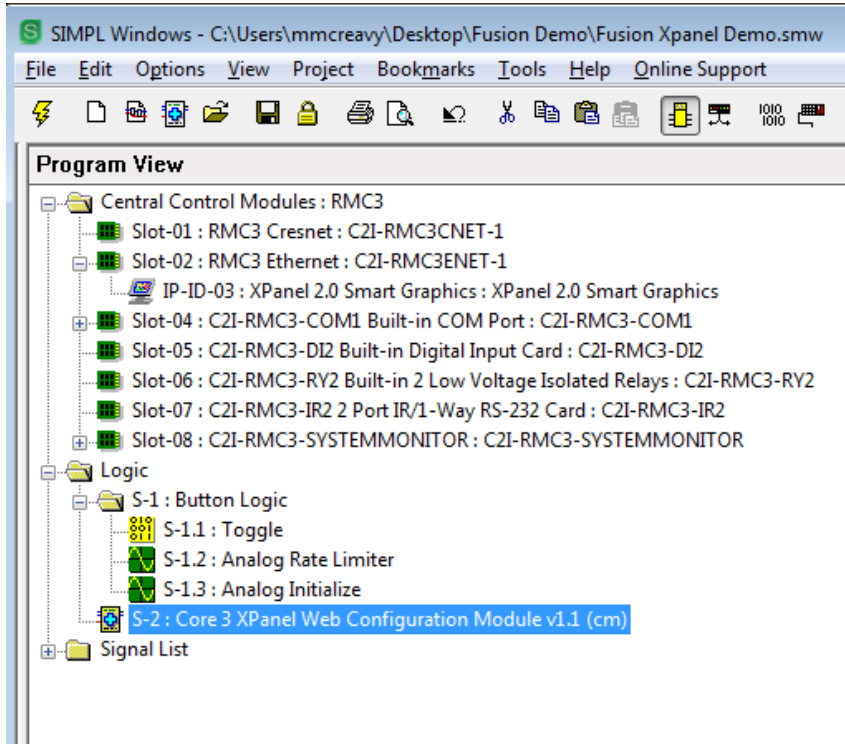 SIMPL Windows - C:\Users\mmcreavy\Desktop\Fusion Demo\Fusion Xpanel Demo.smw
File Edit Options View Project Bookmarks Tools Help Online Support
Program View
Central Control Modules : RMC3
Slot-01 : RMC3 Cresnet : C2I-RMC3CNET-1
Slot-02 : RMC3 Ethernet : C2I-RMC3ENET-1
IP-ID-03 : XPanel 2.0 Smart Graphics : XPanel 2.0 Smart Graphics
Slot-04 : C2I-RMC3-COM1 Built-in COM Port : C2I-RMC3-COM1
Slot-05 : C2I-RMC3-DI2 Built-in Digital Input Card : C2I-RMC3-DI2
Slot-06 : C2I-RMC3-RY2 Built-in 2 Low Voltage Isolated Relays : C2I-RMC3-RY2
Slot-07 : C2I-RMC3-IR2 2 Port IR/1-Way RS-232 Card : C2I-RMC3-IR2
Slot-08 : C2I-RMC3-SYSTEMMONITOR : C2I-RMC3-SYSTEMMONITOR
Logic
S-1 : Button Logic
S-1.1 : Toggle
S-1.2 : Analog Rate Limiter
S-1.3 : Analog Initialize
S-2 : Core 3 XPanel Web Configuration Module v1.1 (cm)
Signal List